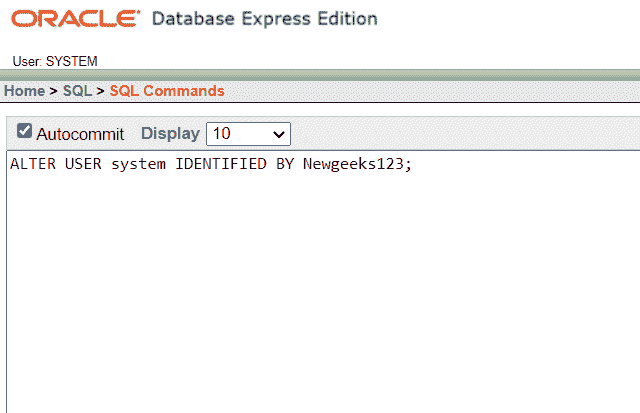 ORACLE Database Express Edition
User: SYSTEM
Home > SQL > SQL Commands
Autocommit Display 10
ALTER USER system IDENTIFIED BY Newgeeks123;